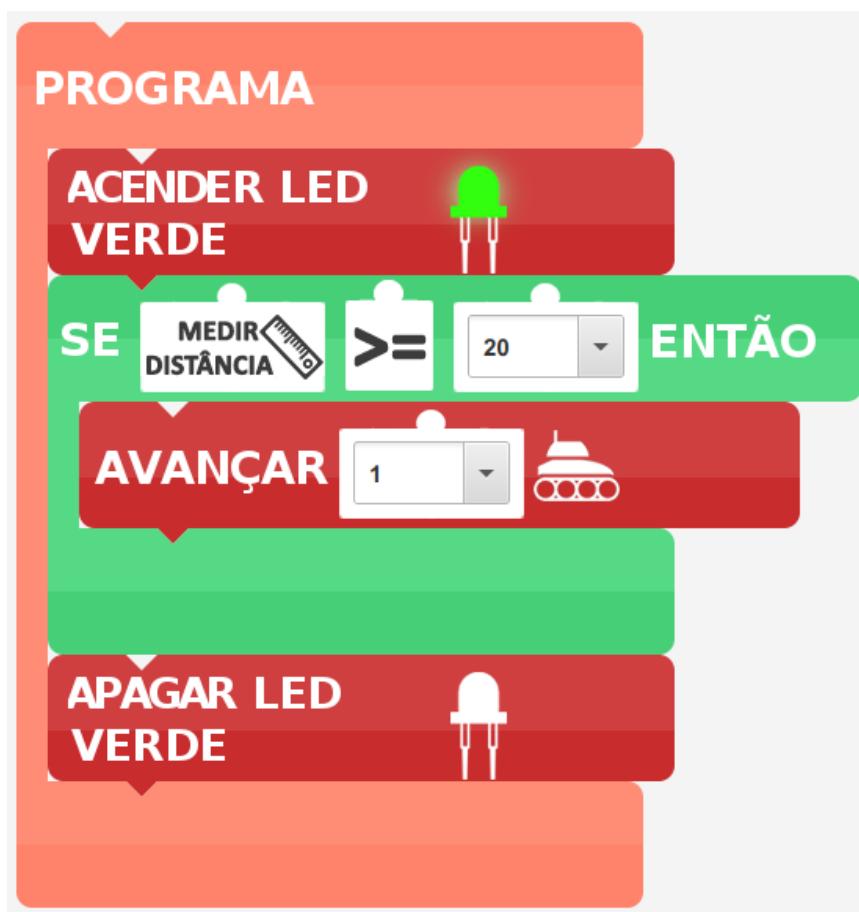 PROGRAMA
ACENDER LED
VERDE
SE MEDIR DISTÂNCIA >= 20 ENTÃO
AVANÇAR 1
APAGAR LED
VERDE